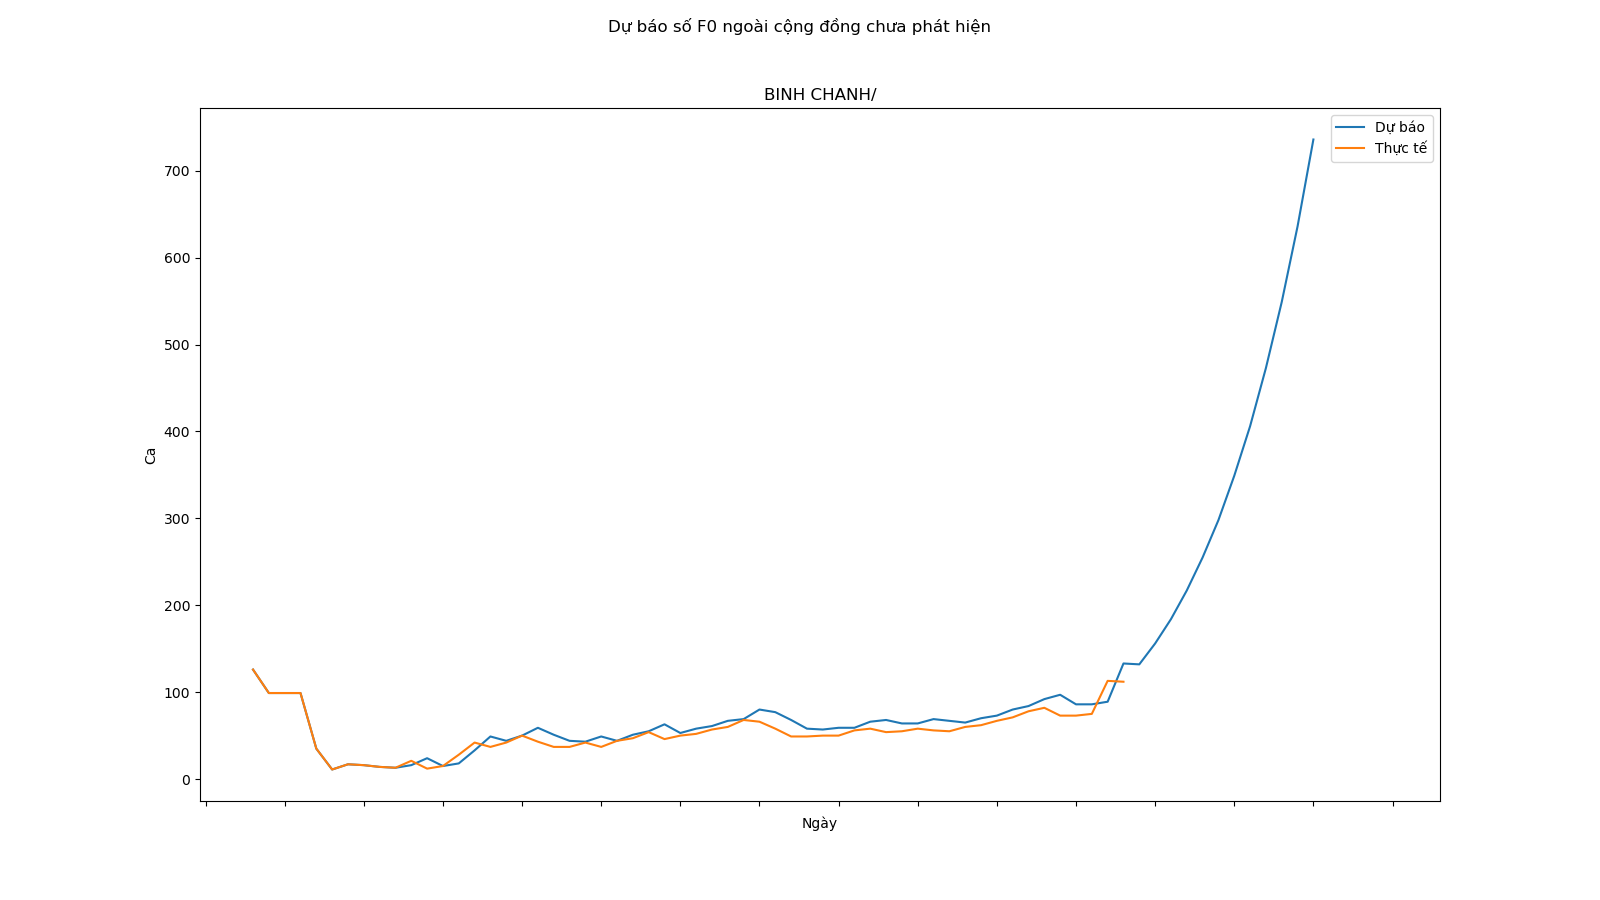 Dự báo số F0 ngoài cộng đồng chưa phát hiện
BINH CHANH/
Dự báo
Thực tế
700
600
500
400
300
200
100
0
Ca
Ngày